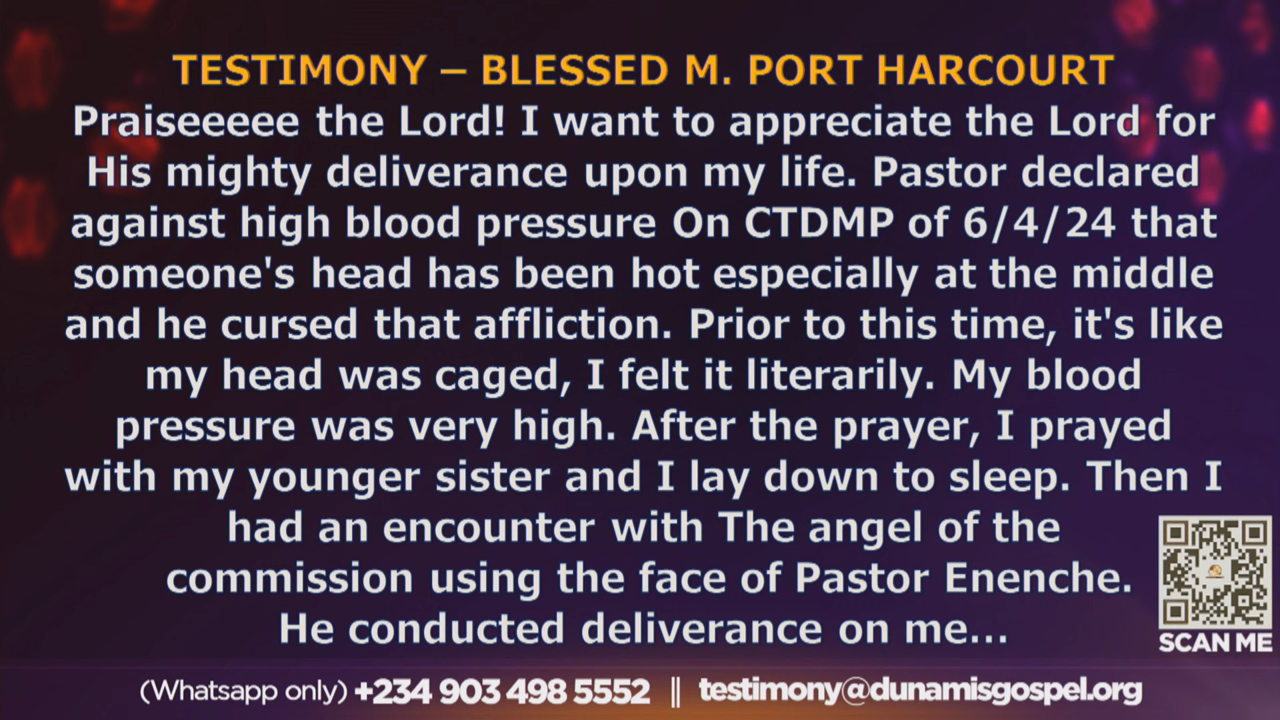 TESTIMONY – BLESSED M. PORT HARCOURT
Praiseeeee the Lord! I want to appreciate the Lord for
His mighty deliverance upon my life. Pastor declared
against high blood pressure On CTDMP of 6/4/24 that
someone's head has been hot especially at the middle
and he cursed that affliction. Prior to this time, it's like
my head was caged, I felt it literarily. My blood
pressure was very high. After the prayer, I prayed
with my younger sister and I lay down to sleep. Then I
had an encounter with The angel of the
commission using the face of Pastor Enenche.
He conducted deliverance on me...
SCAN ME
(Whatsapp only) +234 903 498 5552 || testimony@dunamisgospel.org